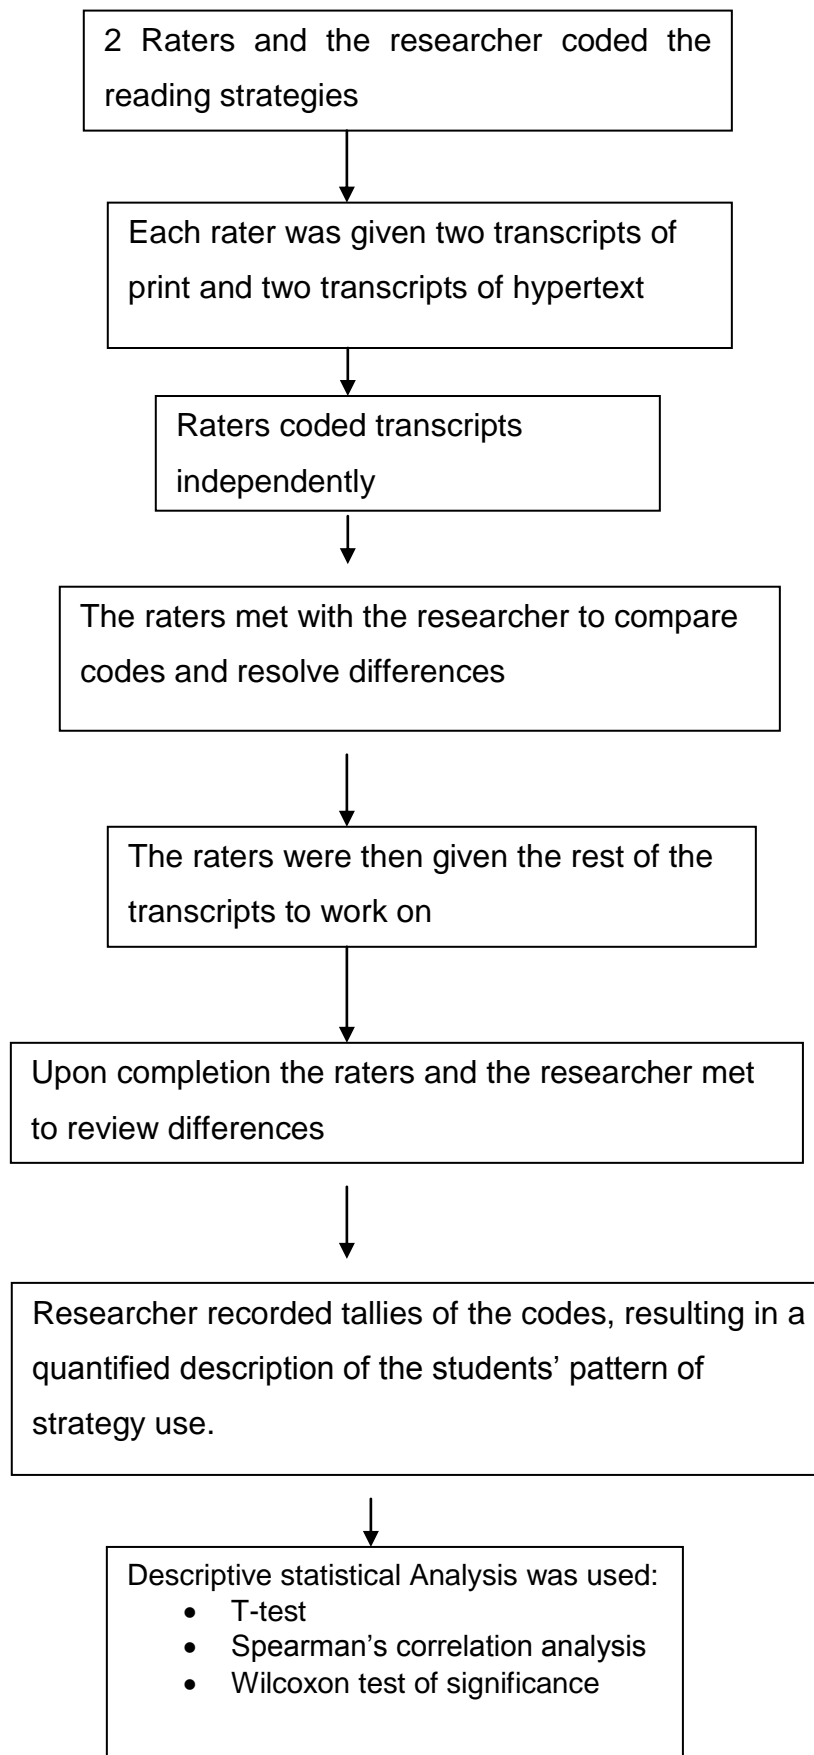 2 Raters and the researcher coded the
reading strategies
Each rater was given two transcripts of
print and two transcripts of hypertext
Raters coded transcripts
independently
The raters met with the researcher to compare
codes and resolve differences
The raters were then given the rest of the
transcripts to work on
Upon completion the raters and the researcher met
to review differences
Researcher recorded tallies of the codes, resulting in a
quantified description of the students’ pattern of
strategy use.
Descriptive statistical Analysis was used:
• T-test
• Spearman’s correlation analysis
• Wilcoxon test of significance